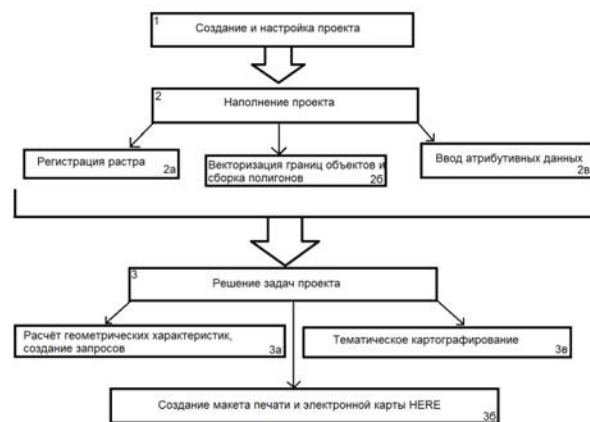 1
Создание и настройка проекта
2
Наполнение проекта
Регистрация растра
2а
Векторизация границ объектов и
сборка полигонов
2б
Ввод атрибутивных данных
2в
3
Решение задач проекта
Расчёт геометрических характеристик,
создание запросов
3а
Тематическое картографирование
3в
Создание макета печати и электронной карты HERE
3б